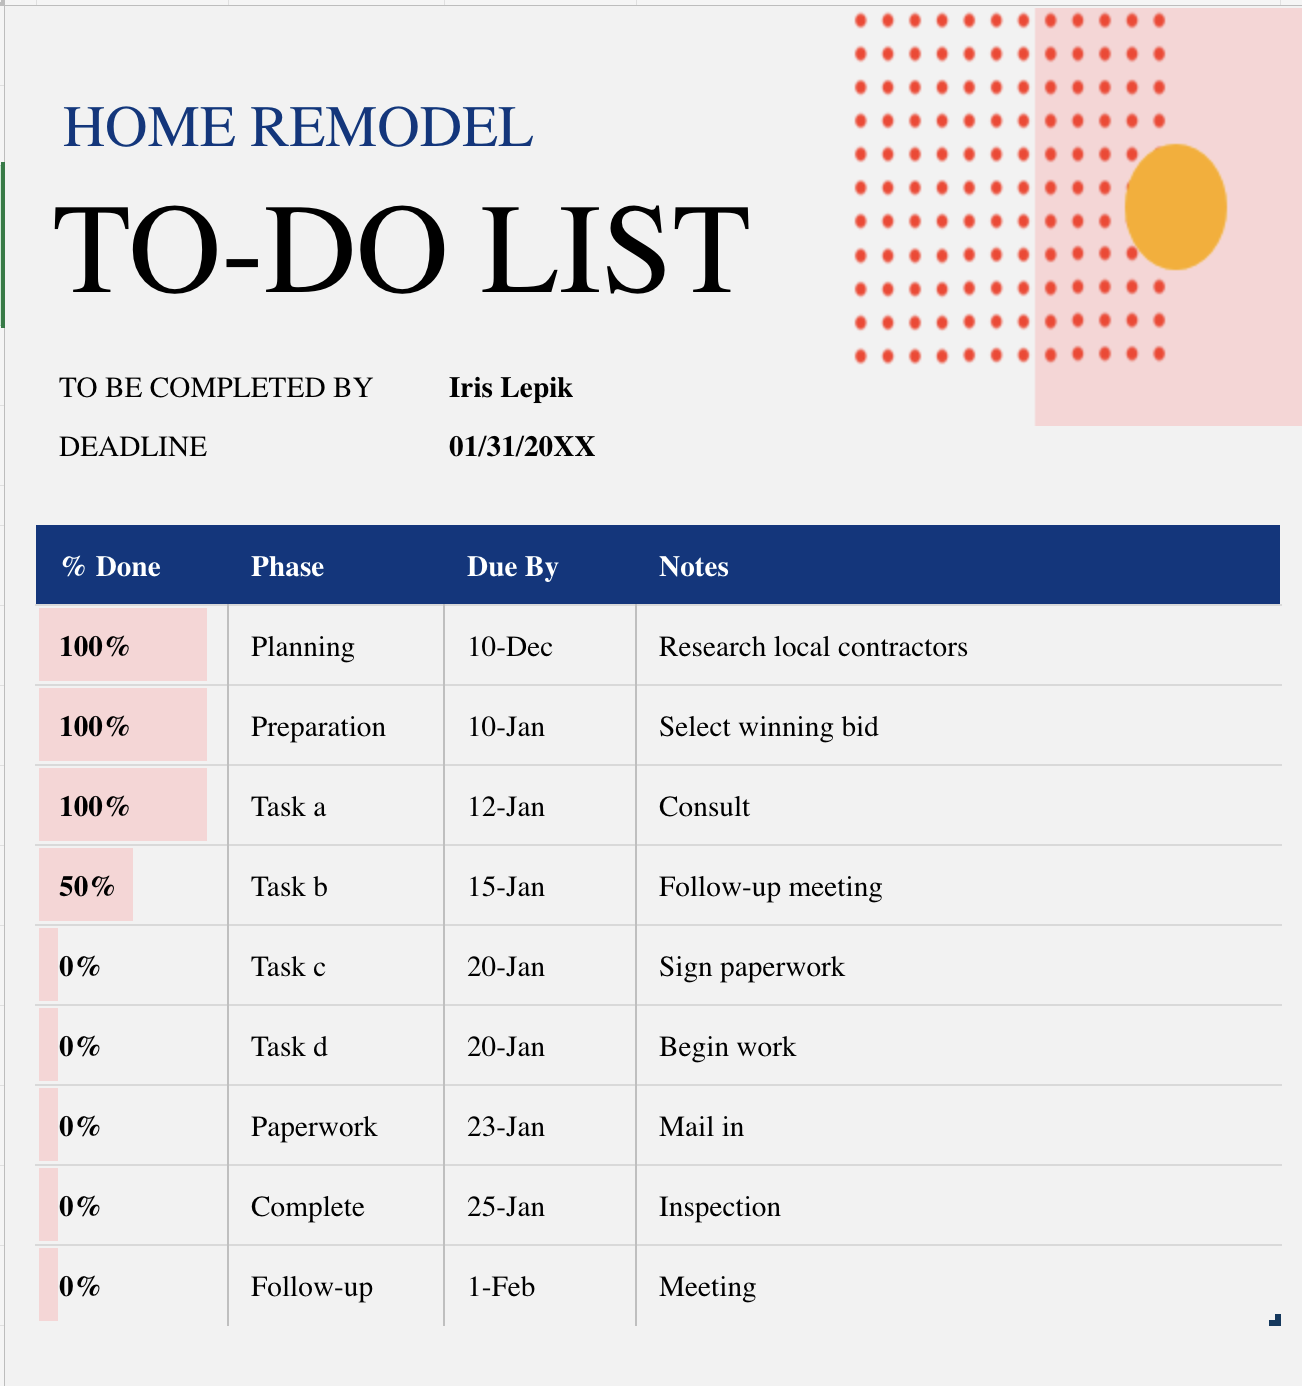 HOME REMODEL
TO-DO LIST
TO BE COMPLETED BY Iris Lepik
DEADLINE 01/31/20XX
% Done Phase Due By Notes
100% Planning 10-Dec Research local contractors
100% Preparation 10-Jan Select winning bid
100% Task a 12-Jan Consult
50% Task b 15-Jan Follow-up meeting
0% Task c 20-Jan Sign paperwork
0% Task d 20-Jan Begin work
0% Paperwork 23-Jan Mail in
0% Complete 25-Jan Inspection
0% Follow-up 1-Feb Meeting